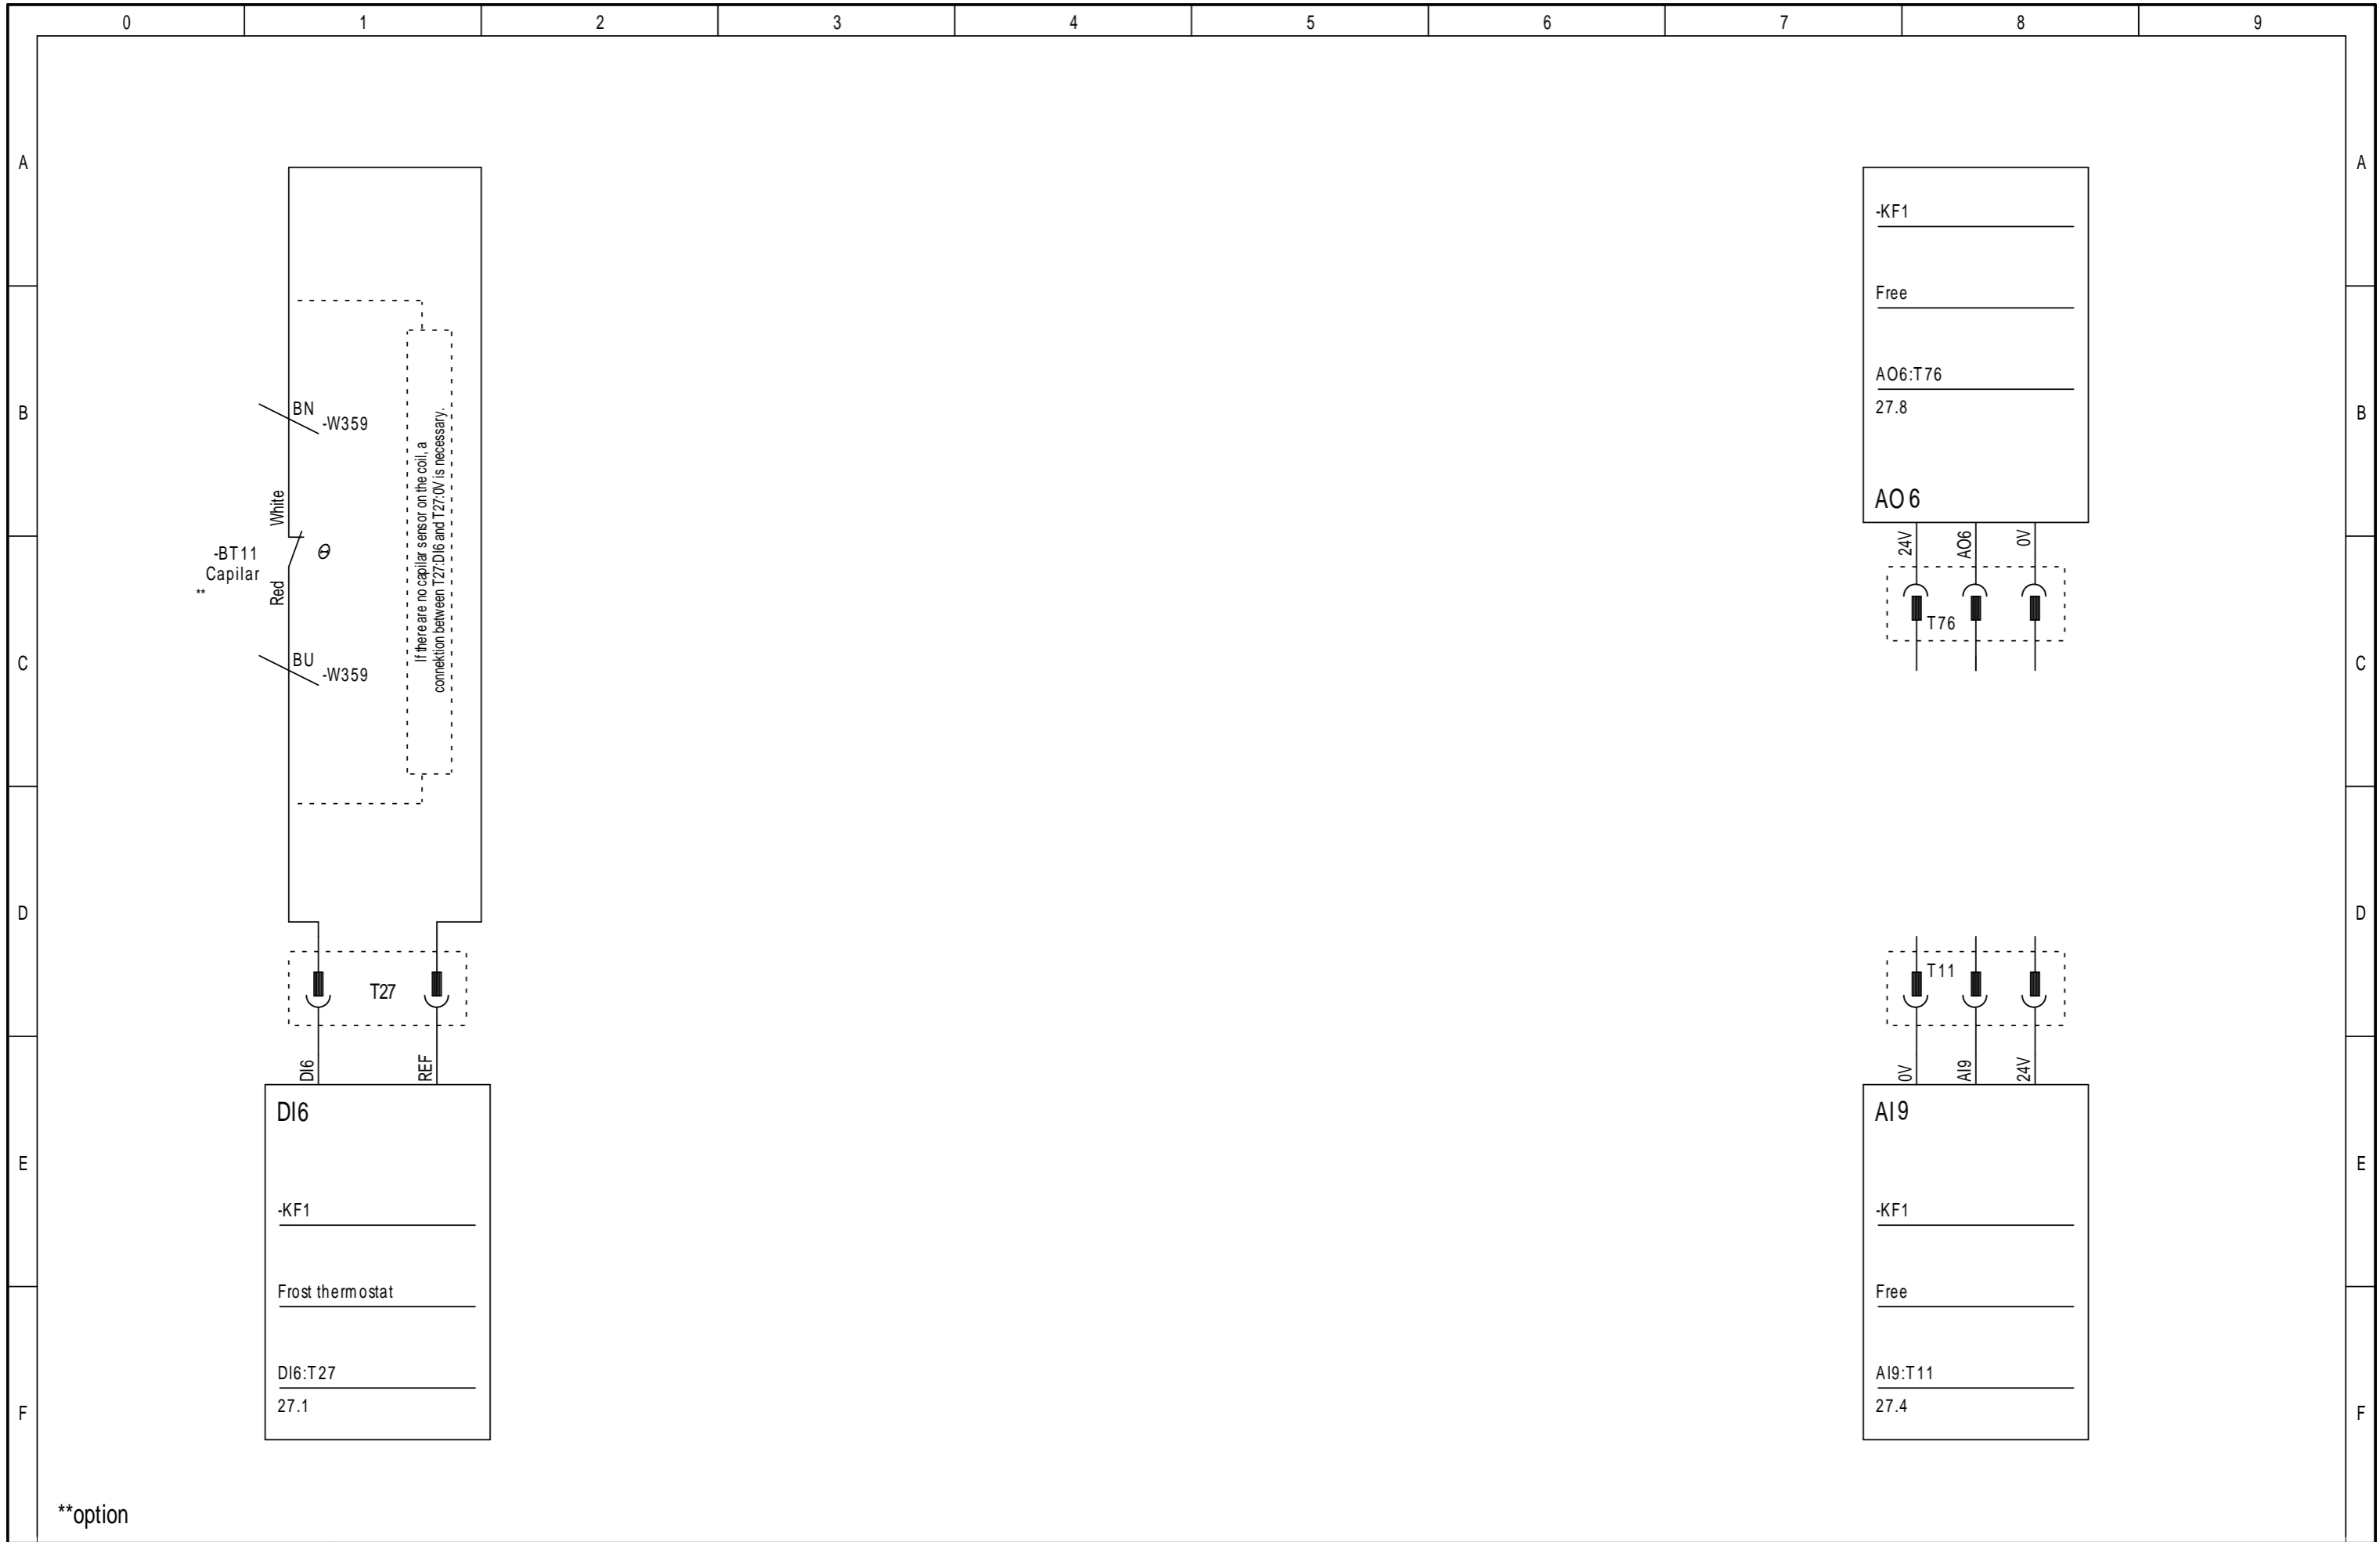 0 1 2 3 4 5 6 7 8 9
A
B
C
D
E
F
BN
-W359
White
-BT11
Capilar
**
Red
BU
-W359
If there are no capilar sensor on the coil, a
connektion between T27:DI6 and T27:0V is necessary.
T27
DI6
REF
DI6
-KF1
Frost thermostat
DI6:T27
27.1
-KF1
Free
AO6:T76
27.8
AO6
24V
AO6
0V
T76
T11
0V
AI9
24V
AI9
-KF1
Free
AI9:T11
27.4
A
B
C
D
E
F
**option